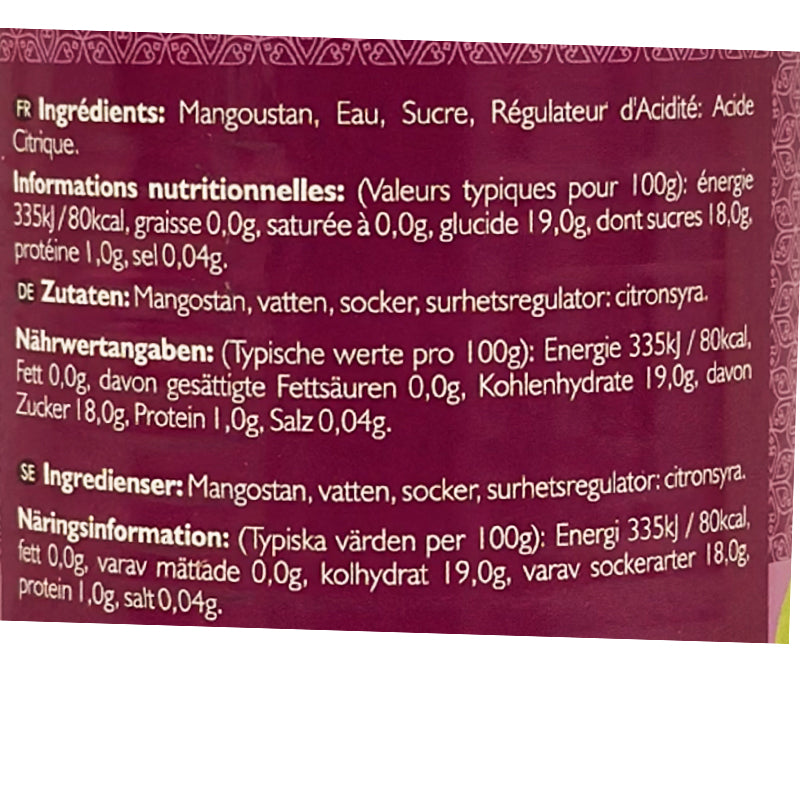 FR Ingrédients: Mangoustan, Eau, Sucre, Régulateur d'Acidité: Acide
Citrique.
Informations nutritionnelles: (Valeurs typiques pour 100g): énergie
335kJ/80kcal, graisse 0,0g, saturée à 0,0g, glucide 19,0g, dont sucres 18,0g,
protéine 1,0g, sel 0,04g.
DE Zutaten: Mangostan, vatten, socker, surhetsregulator: citronsyra.
Nährwertangaben: (Typische werte pro 100g): Energie 335kJ / 80kcal,
Fett 0,0g, davon gesättigte Fettsäuren 0,0g, Kohlenhydrate 19,0g, davon
Zucker 18,0g, Protein 1,0g, Salz 0,04g.
SE Ingredienser: Mangostan, vatten, socker, surhetsregulator: citronsyra.
Näringsinformation: (Typiska värden per 100g): Energi 335kJ / 80kcal,
fett 0,0g, varav mättade 0,0g, kolhydrat 19,0g, varav sockerarter 18,0g,
protein 1,0g, salt 0,04g.